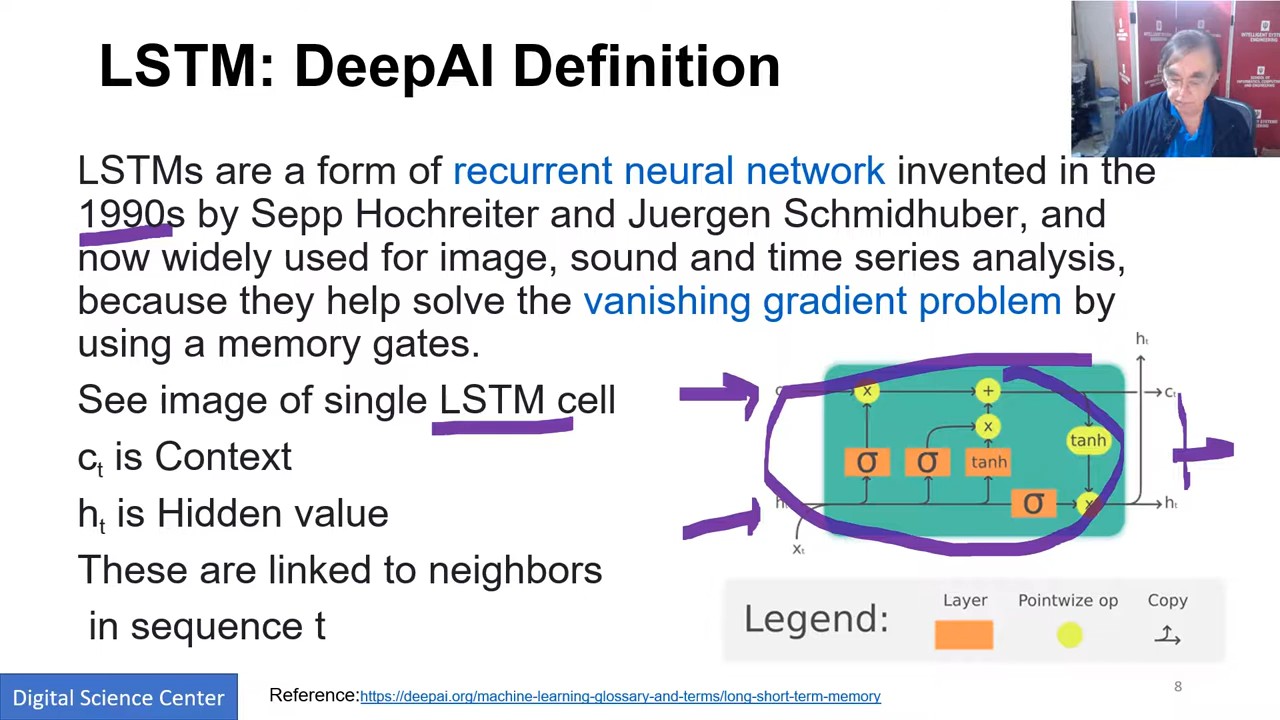 LSTM: DeepAI Definition
LSTMs are a form of recurrent neural network invented in the
1990s by Sepp Hochreiter and Juergen Schmidhuber, and
now widely used for image, sound and time series analysis,
because they help solve the vanishing gradient problem by
using a memory gates.
See image of single LSTM cell
ct is Context
ht is Hidden value
These are linked to neighbors
in sequence t
ht
x
+
ct
x
tanh
σ
σ
tanh
σ
x
ht
xt
Legend:
Layer
Pointwize op
Copy
Digital Science Center
Reference:https://deepai.org/machine-learning-glossary-and-terms/long-short-term-memory
8